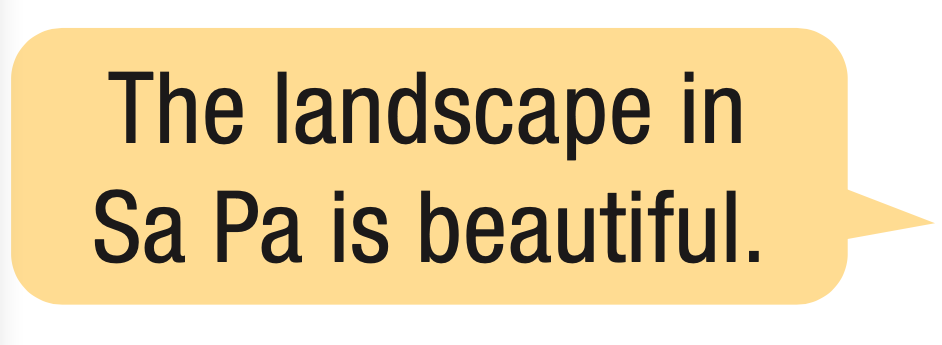 The landscape in
Sa Pa is beautiful.